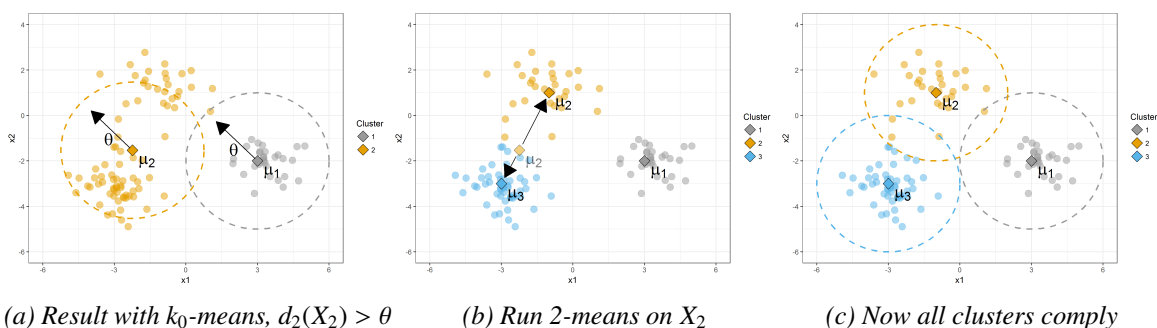 4
2
0
-2
-4
-6
x2
θ
θ
μ2
μ1
-6
-3
0
3
6
x1
Cluster
1
2
4
2
0
-2
-4
-6
x2
μ2
μ2
μ3
μ1
-6
-3
0
3
6
x1
Cluster
1
2
3
4
2
0
-2
-4
-6
x2
μ2
μ1
μ3
-6
-3
0
3
6
x1
Cluster
1
2
3
(a) Result with k0-means, d2(X2) > θ
(b) Run 2-means on X2
(c) Now all clusters comply